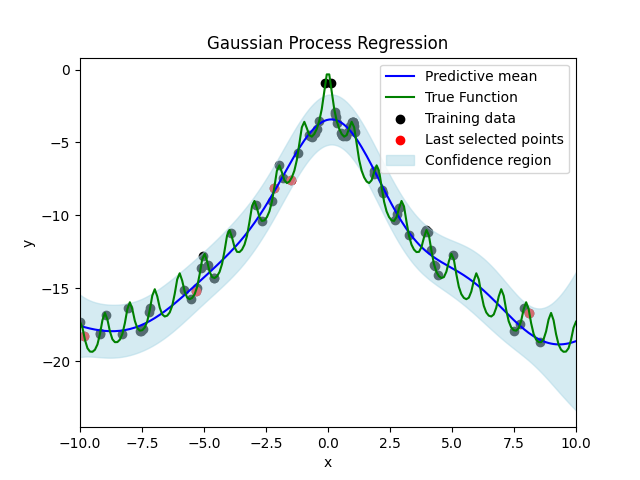 Gaussian Process Regression
Predictive mean
True Function
Training data
Last selected points
Confidence region
y
0
−5
−10
−15
−20
−10.0 −7.5 −5.0 −2.5 0.0 2.5 5.0 7.5 10.0
x